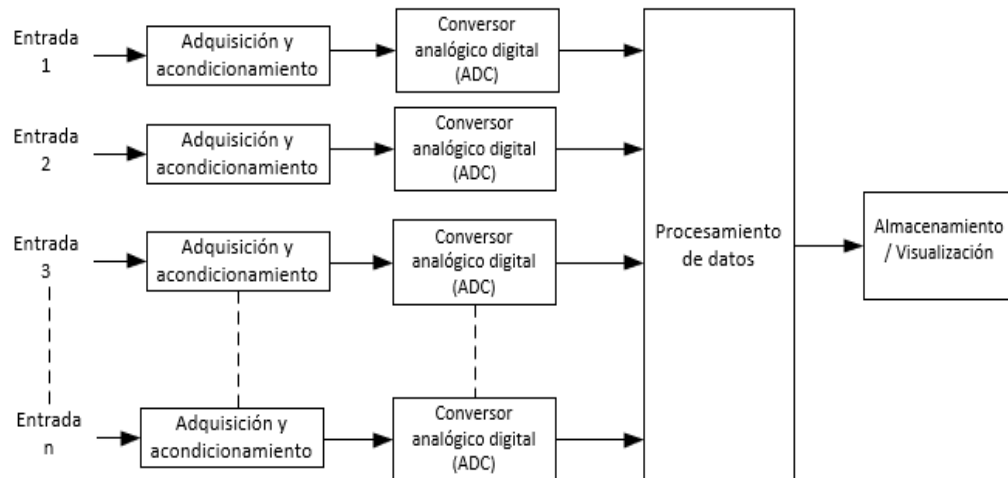 Entrada
1
Adquisición y
acondicionamiento
Conversor
analógico digital
(ADC)
Entrada
2
Adquisición y
acondicionamiento
Conversor
analógico digital
(ADC)
Entrada
3
Adquisición y
acondicionamiento
Conversor
analógico digital
(ADC)
Entrada
n
Adquisición y
acondicionamiento
Conversor
analógico digital
(ADC)
Procesamiento
de datos
Almacenamiento
/ Visualización